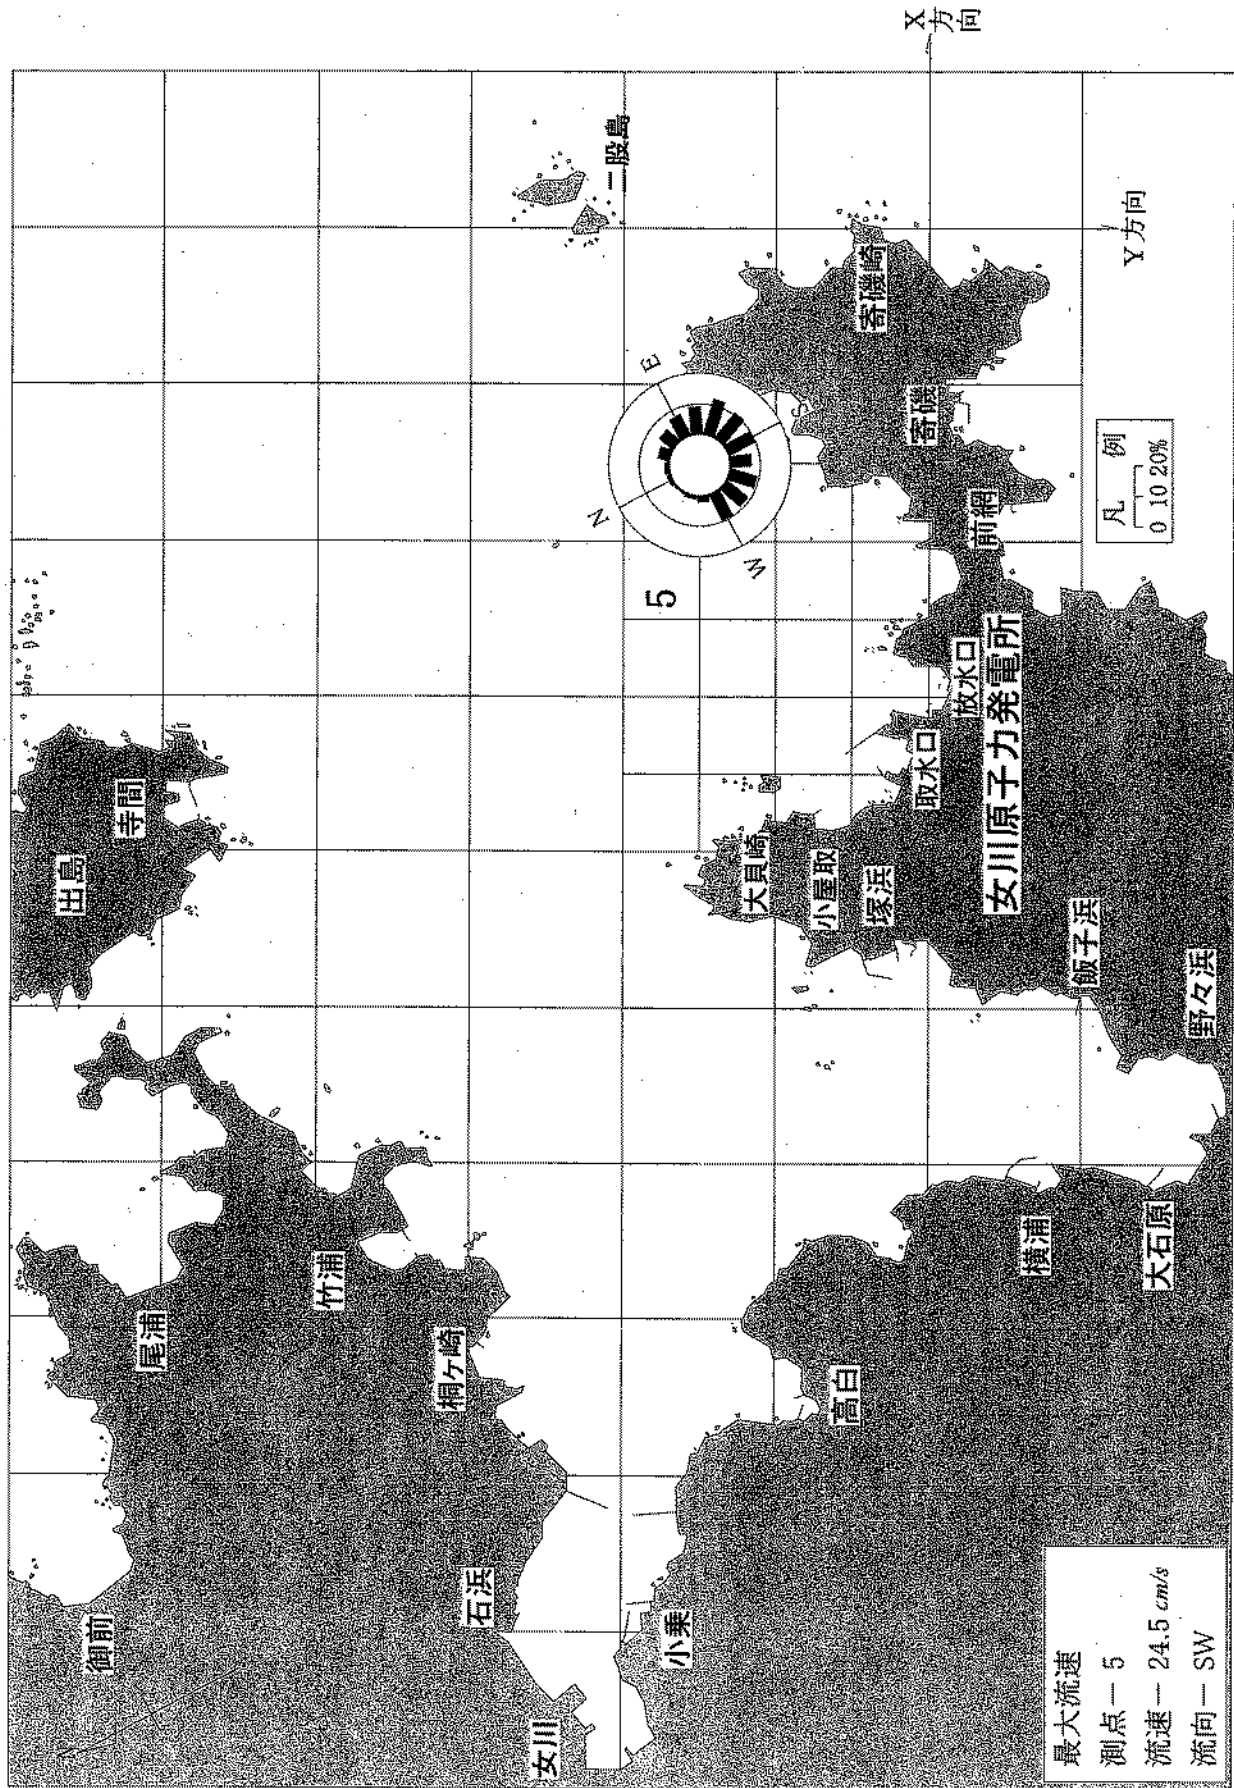 出島
寺間
二股島
御前
尾浦
竹浦
桐ヶ崎
石浜
女川
小乗
高白
横浦
大石原
野々浜
飯子浜
塚浜
小屋取
大貝崎
取水口
放水口
女川原子力発電所
前網
寄磯
寄磯崎
5
N
E
S
W
X
方向
Y方向
凡 例
0 10 20%
最大流速
測点ー 5
流速ー 24.5 cm/s
流向ー SW